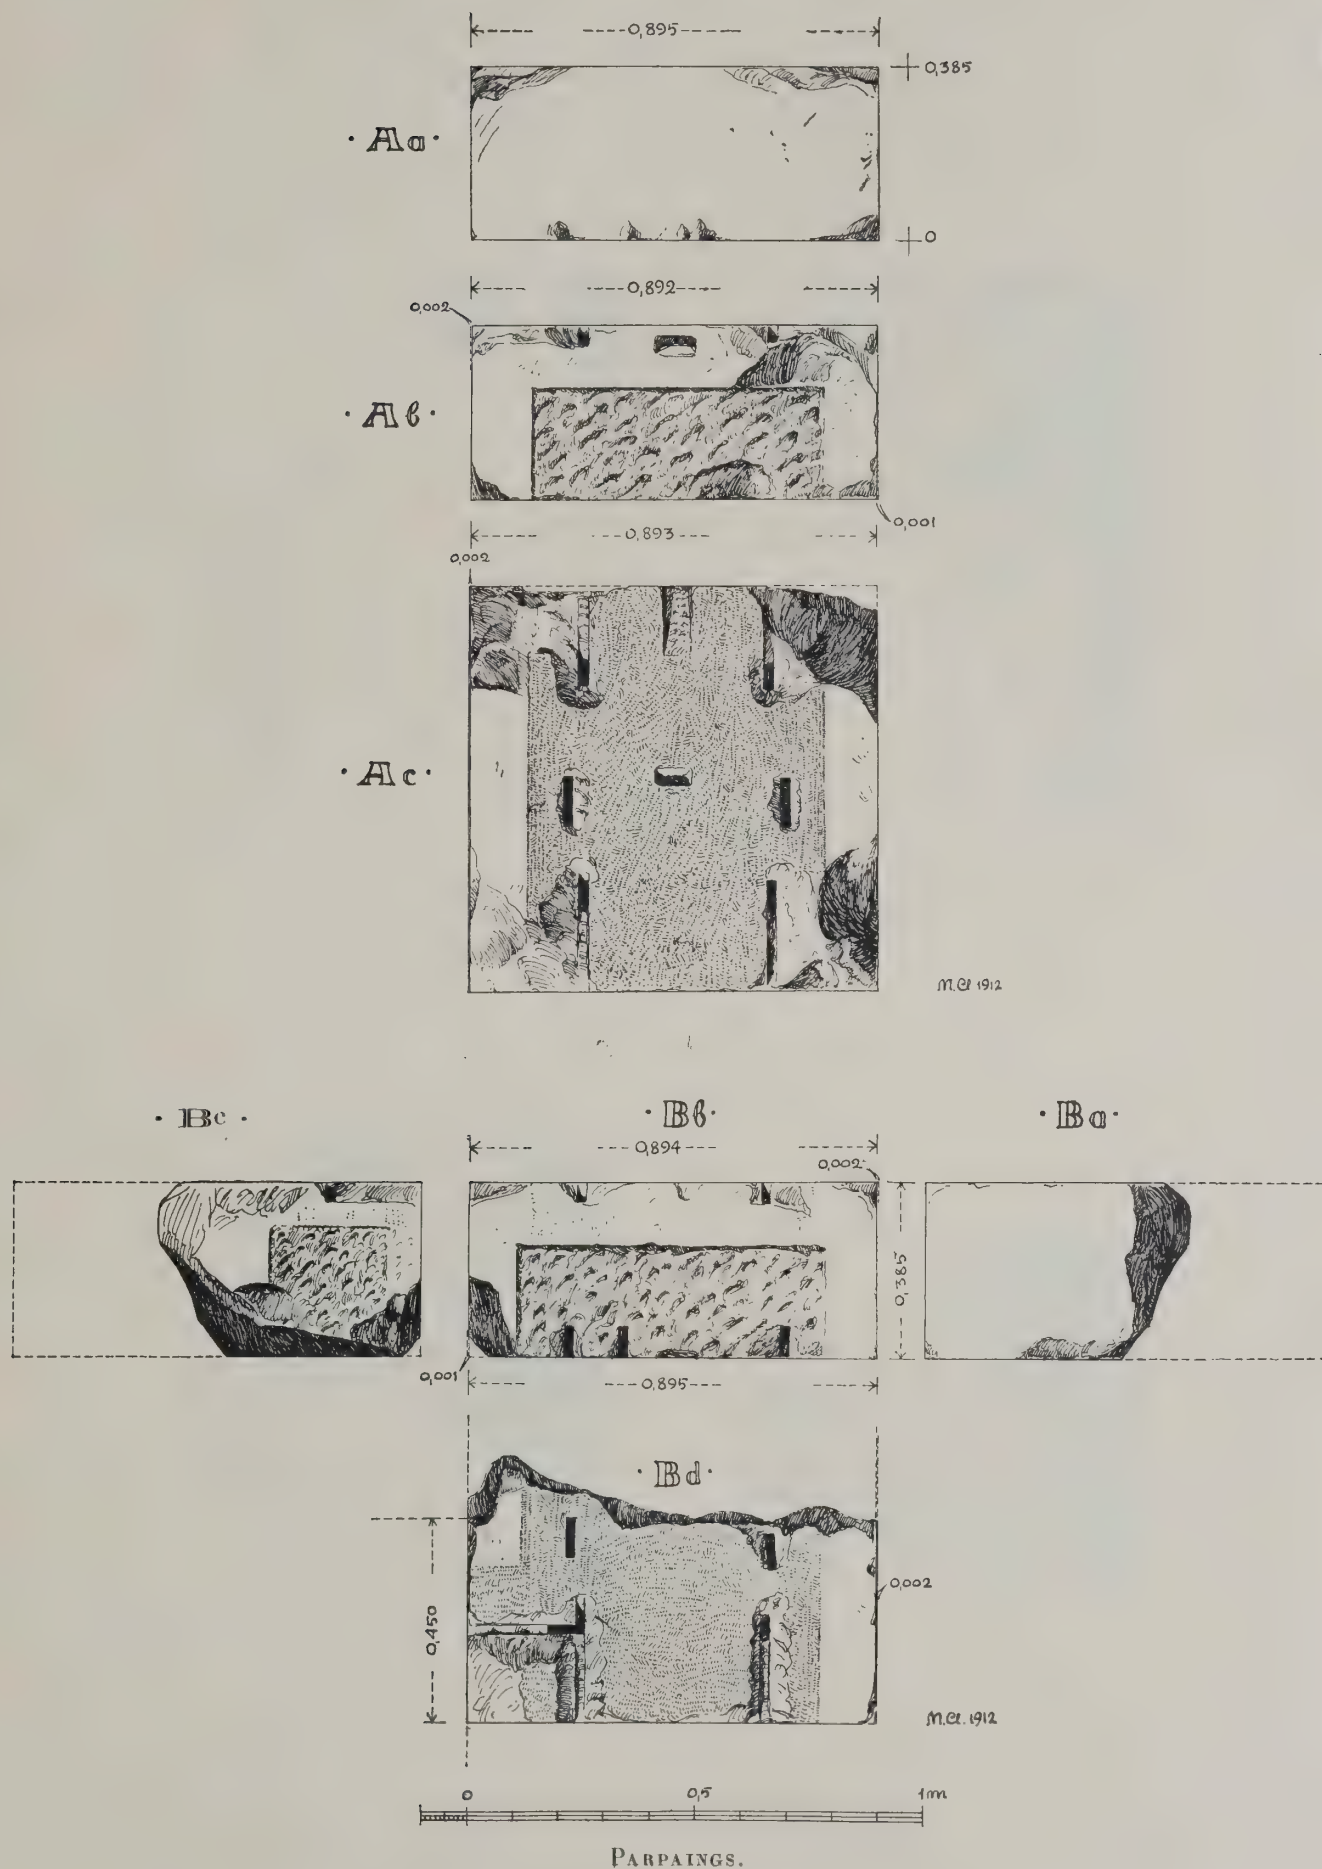 0,895
0,385
· Aa ·
0
0,892
0,002
· Ab ·
0,001
0,893
0,002
· Ac ·
M.Cl 1912
· Bc · · Bb · · Ba ·
0,894
0,002
0,385
0,001
0,895
· Bd ·
0,002
0,450
M.Cl. 1912
0 0,5 1m
PARPAINGS.